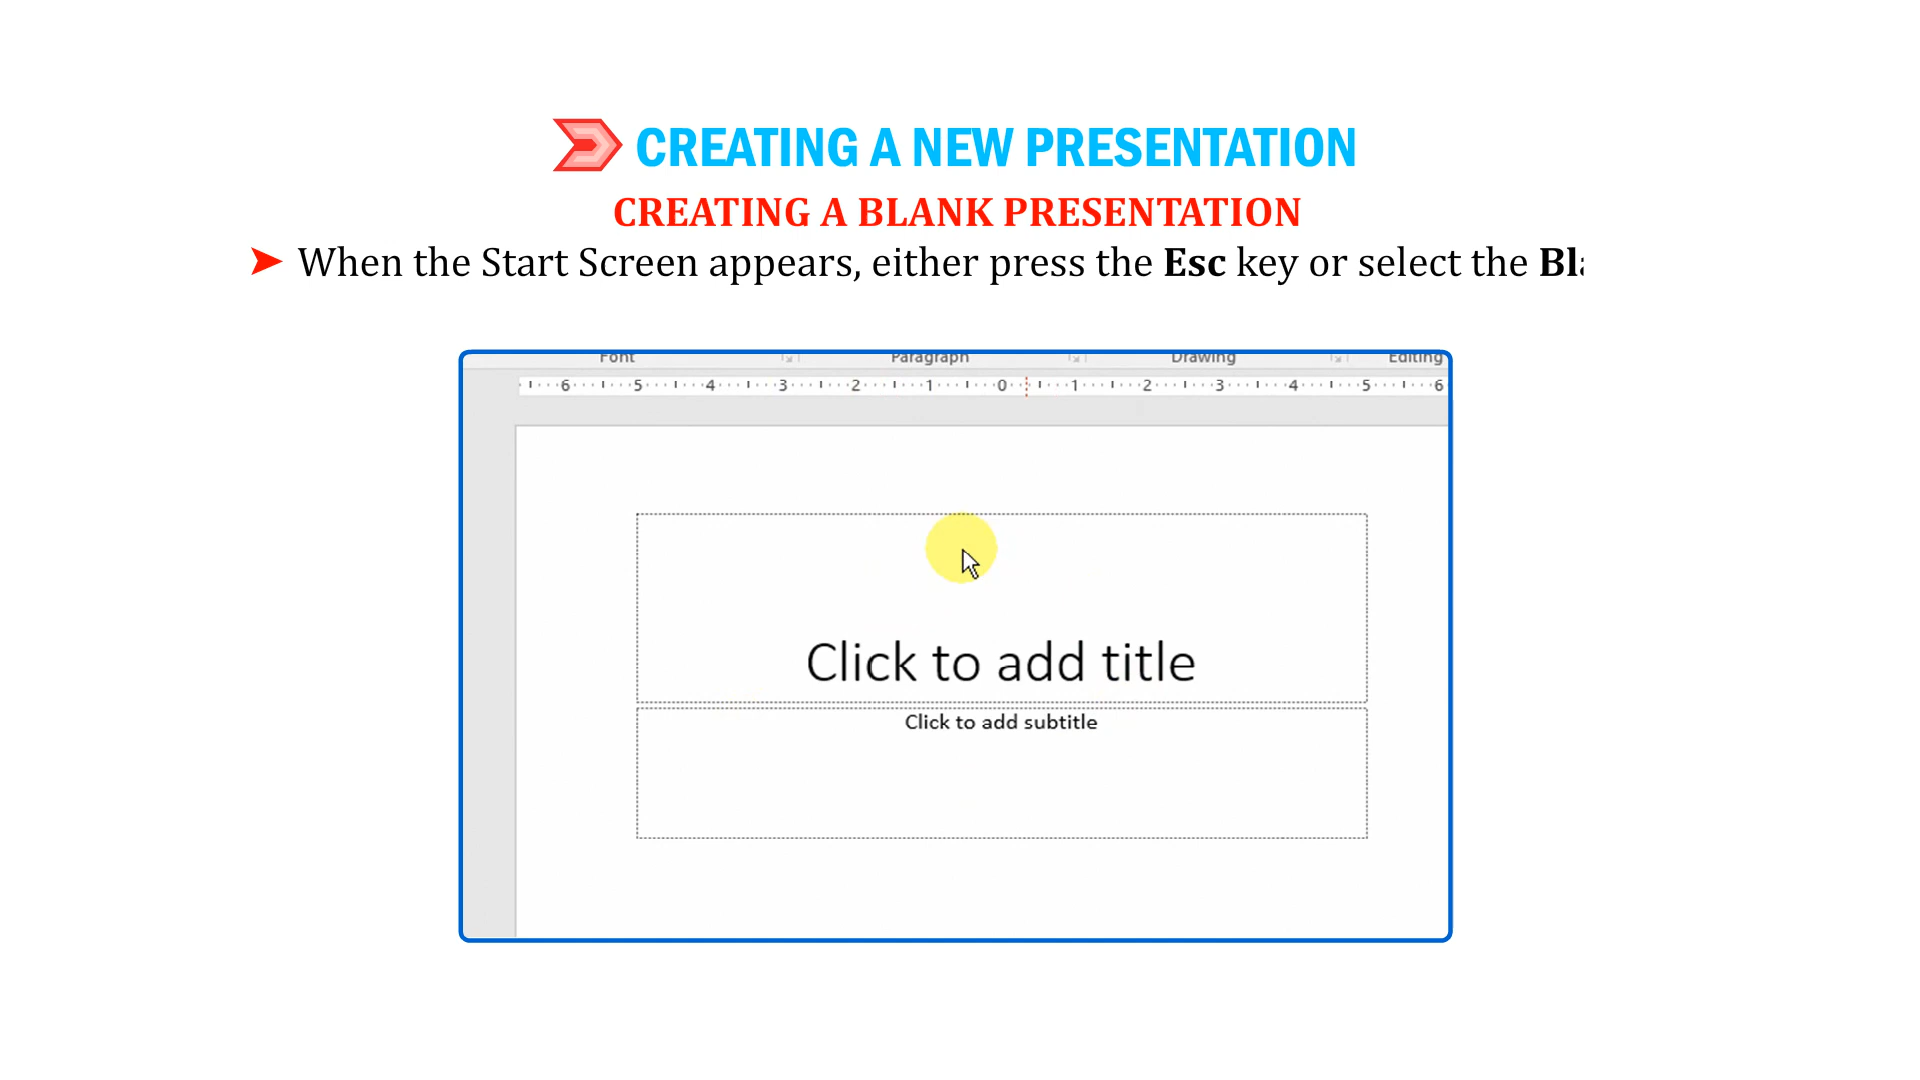 CREATING A NEW PRESENTATION
CREATING A BLANK PRESENTATION
When the Start Screen appears, either press the Esc key or select the
Font Paragraph Drawing Editing
6 5 4 3 2 1 0 1 2 3 4 5 6
Click to add title
Click to add subtitle